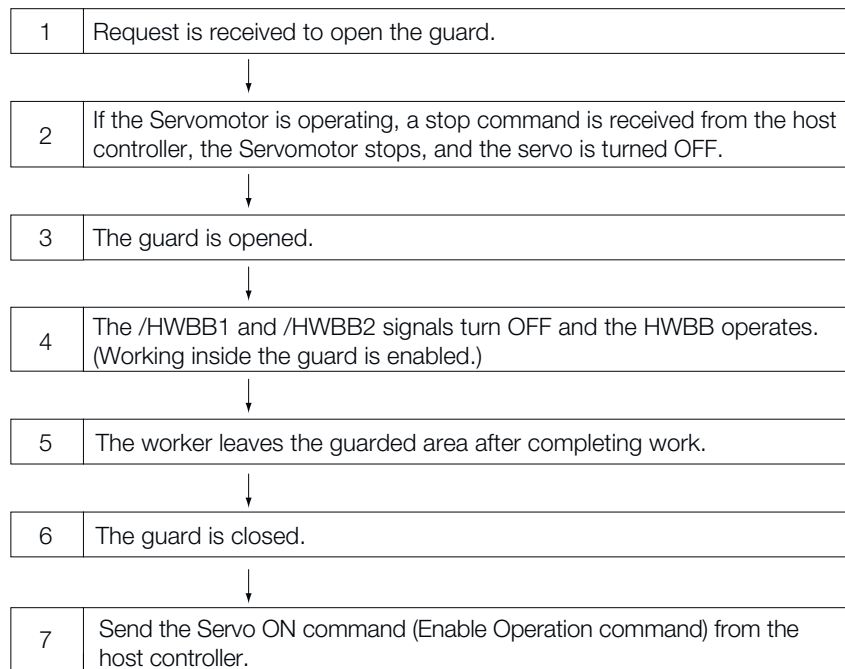 1 Request is received to open the guard.
2 If the Servomotor is operating, a stop command is received from the host
controller, the Servomotor stops, and the servo is turned OFF.
3 The guard is opened.
4 The /HWBB1 and /HWBB2 signals turn OFF and the HWBB operates.
(Working inside the guard is enabled.)
5 The worker leaves the guarded area after completing work.
6 The guard is closed.
7 Send the Servo ON command (Enable Operation command) from the
host controller.